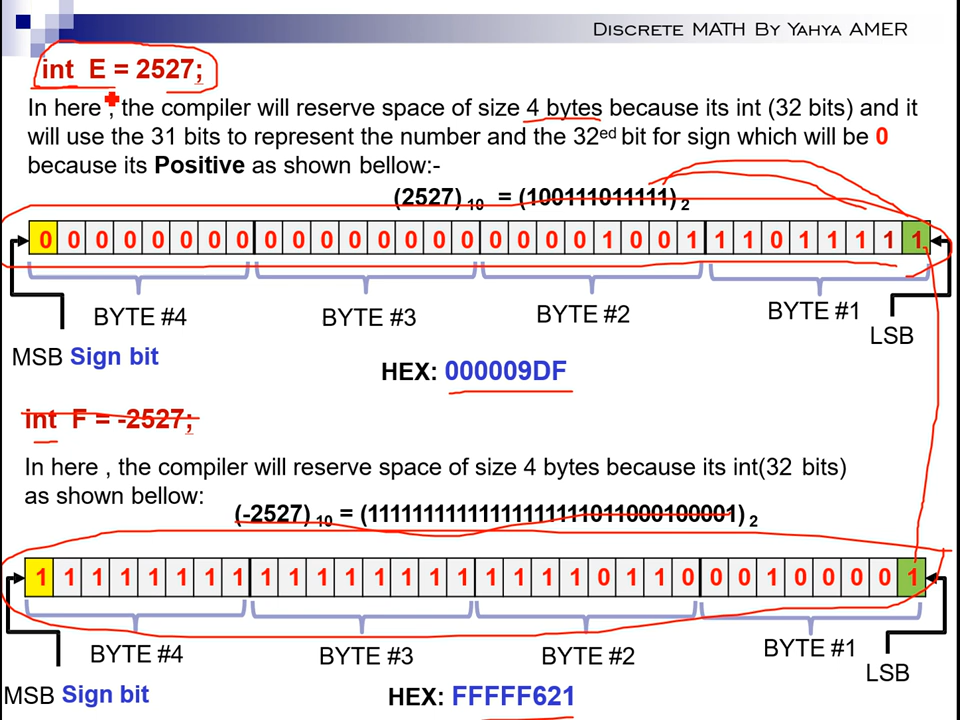 DISCRETE MATH BY YAHYA AMER
int E = 2527;
In here , the compiler will reserve space of size 4 bytes because its int (32 bits) and it
will use the 31 bits to represent the number and the 32ed bit for sign which will be 0
because its Positive as shown bellow:-
(2527) 10 = (100111011111) 2
0 0 0 0 0 0 0 0 0 0 0 0 0 0 0 0 0 0 0 0 1 0 0 1 1 1 0 1 1 1 1 1
BYTE #4 BYTE #3 BYTE #2 BYTE #1
LSB
MSB Sign bit
HEX: 000009DF
int F = -2527;
In here , the compiler will reserve space of size 4 bytes because its int(32 bits)
as shown bellow:
(-2527) 10 = (11111111111111111111011000100001) 2
1 1 1 1 1 1 1 1 1 1 1 1 1 1 1 1 1 1 1 1 0 1 1 0 0 0 1 0 0 0 0 1
BYTE #4 BYTE #3 BYTE #2 BYTE #1
LSB
MSB Sign bit
HEX: FFFFF621